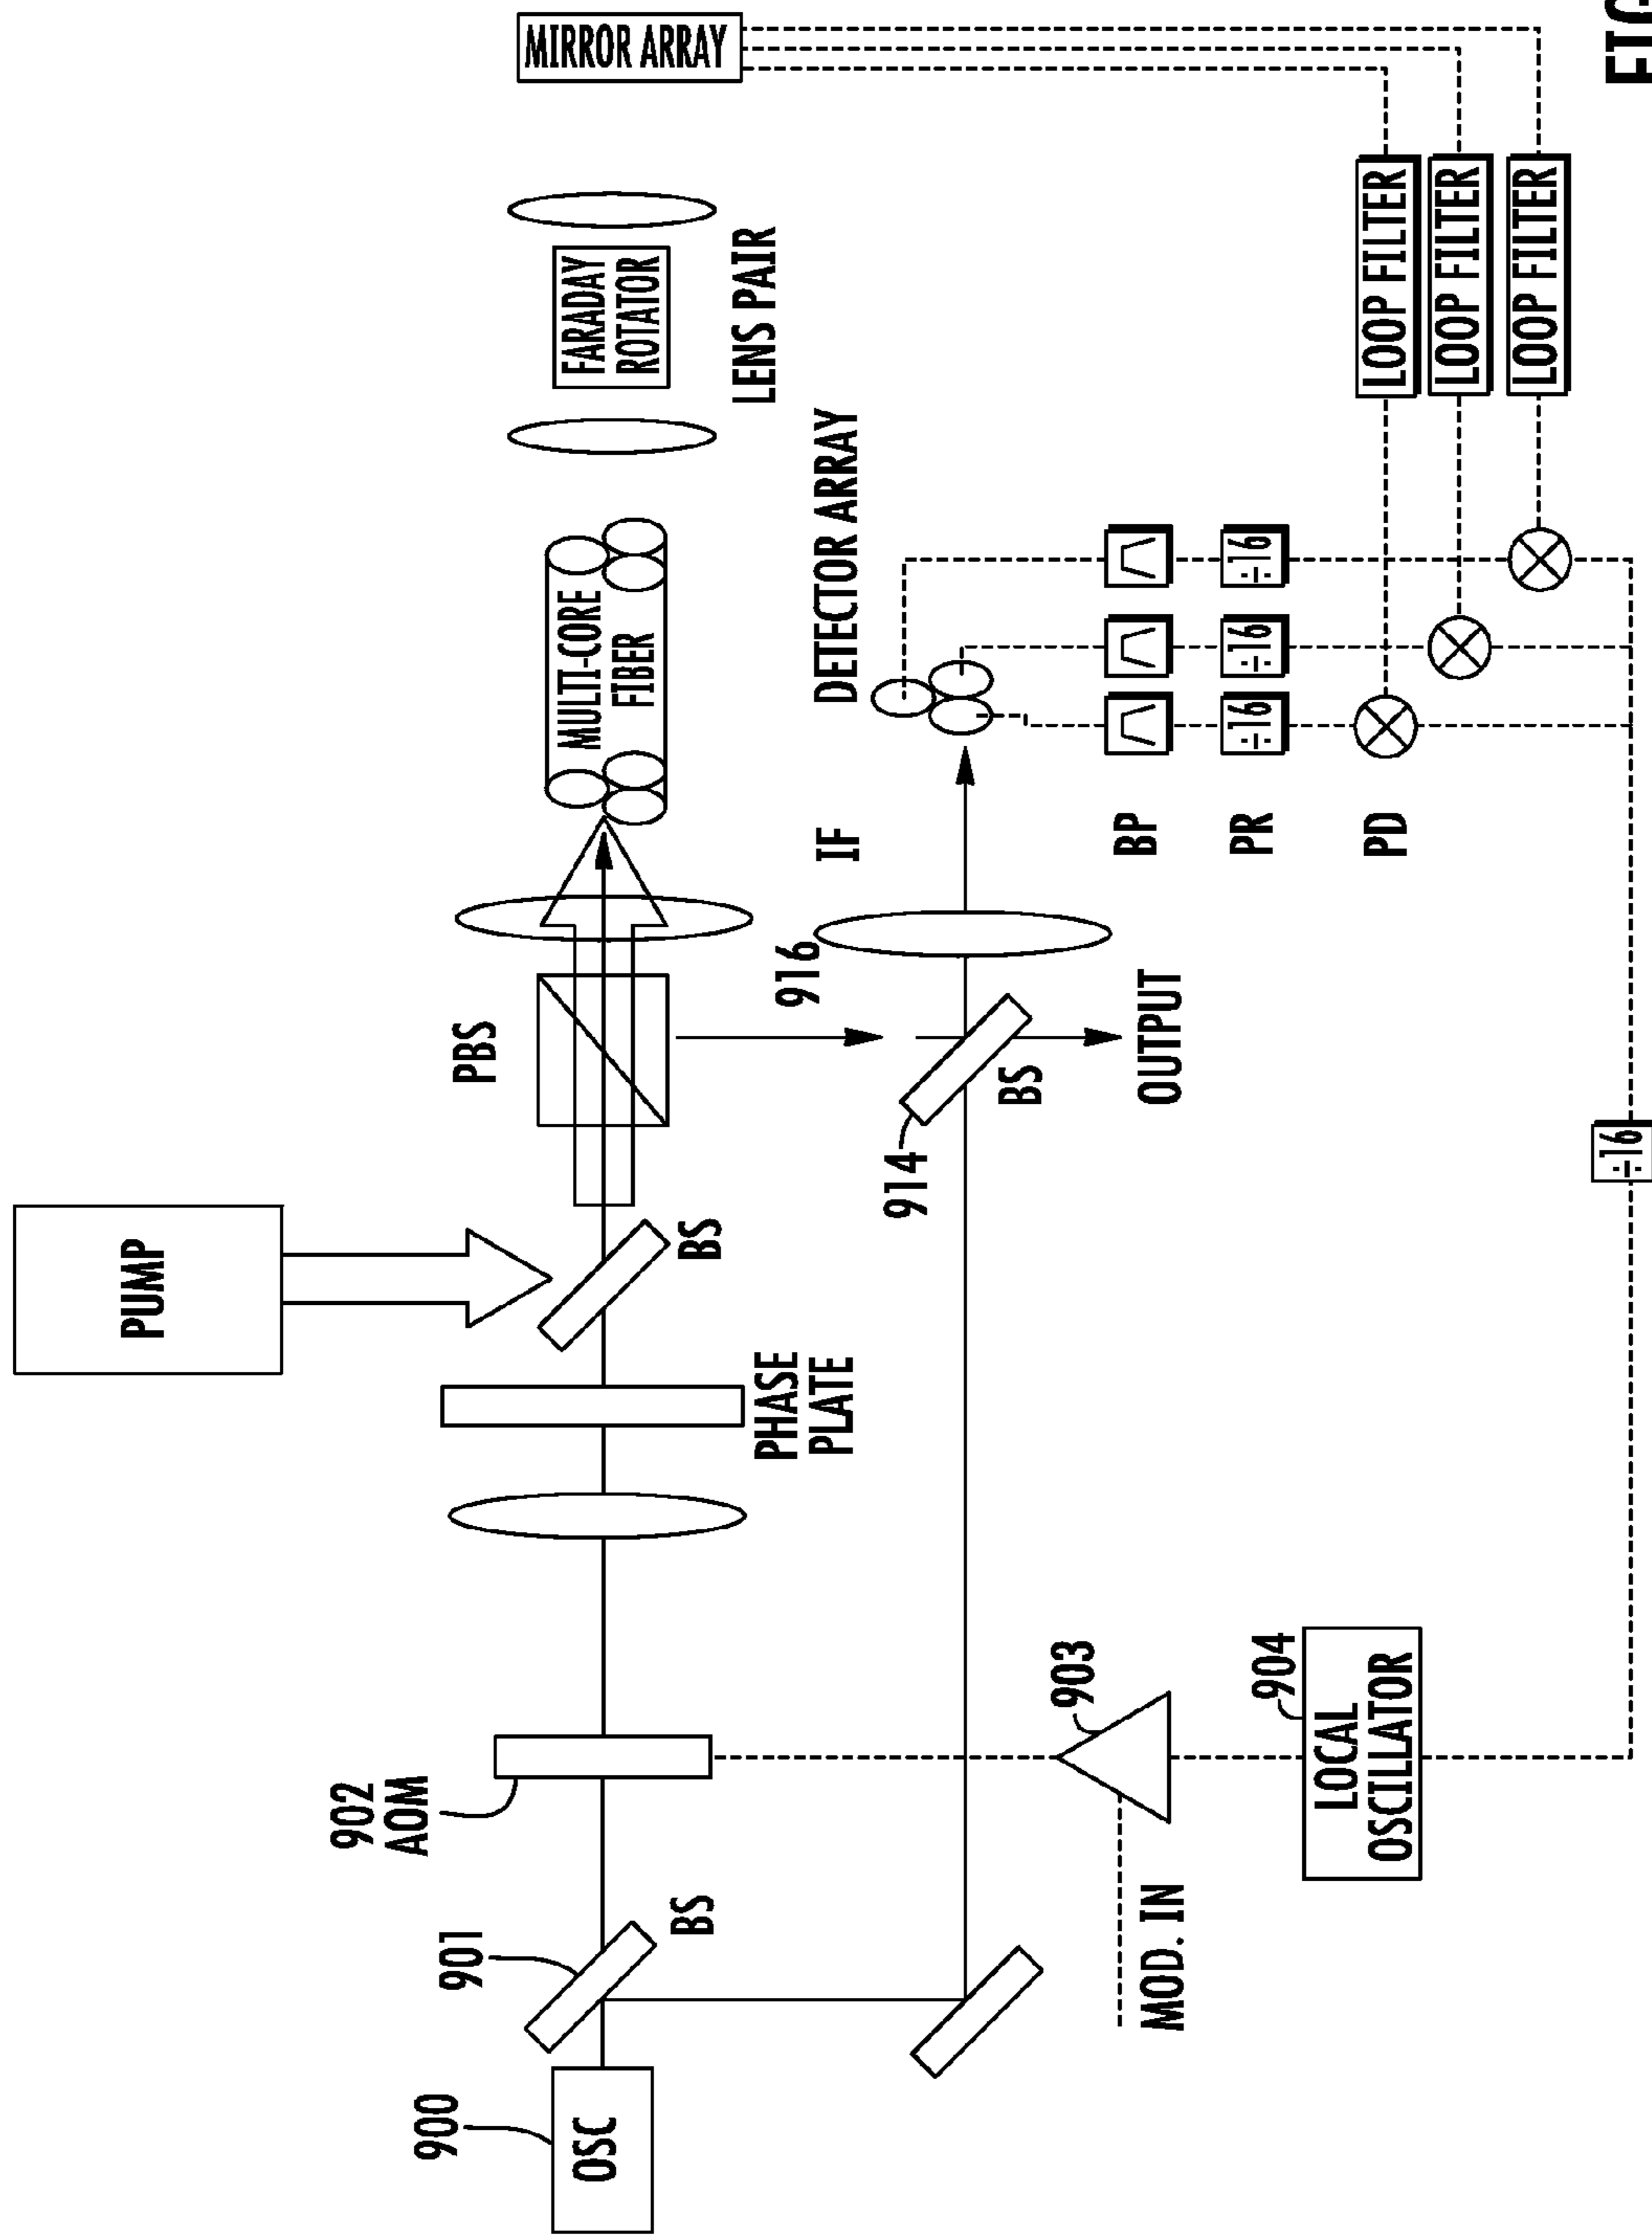 900
OSC
901
BS
902
AOM
PHASE
PLATE
PUMP
BS
PBS
MULTI-CORE
FIBER
FARADAY
ROTATOR
LENS PAIR
MIRROR ARRAY
914
BS
916
OUTPUT
IF
DETECTOR ARRAY
MOD. IN
903
904
LOCAL
OSCILLATOR
÷16
BP
PR
PD
÷16
÷16
÷16
LOOP FILTER
LOOP FILTER
LOOP FILTER